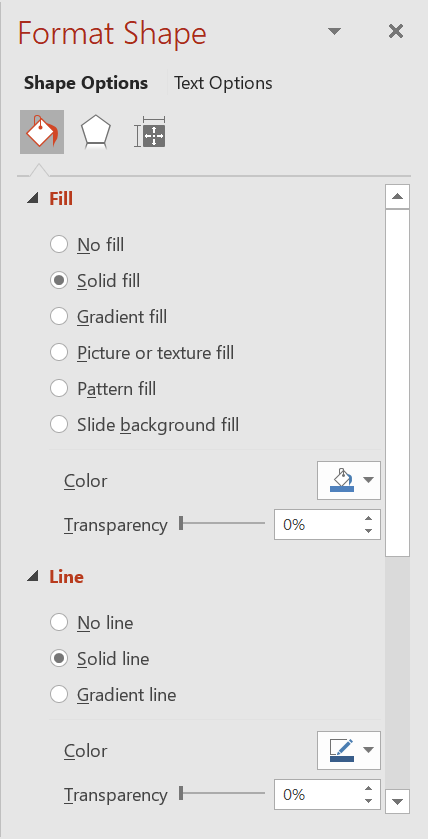 Format Shape
Shape Options Text Options
Fill
No fill
Solid fill
Gradient fill
Picture or texture fill
Pattern fill
Slide background fill
Color
Transparency 0%
Line
No line
Solid line
Gradient line
Color
Transparency 0%